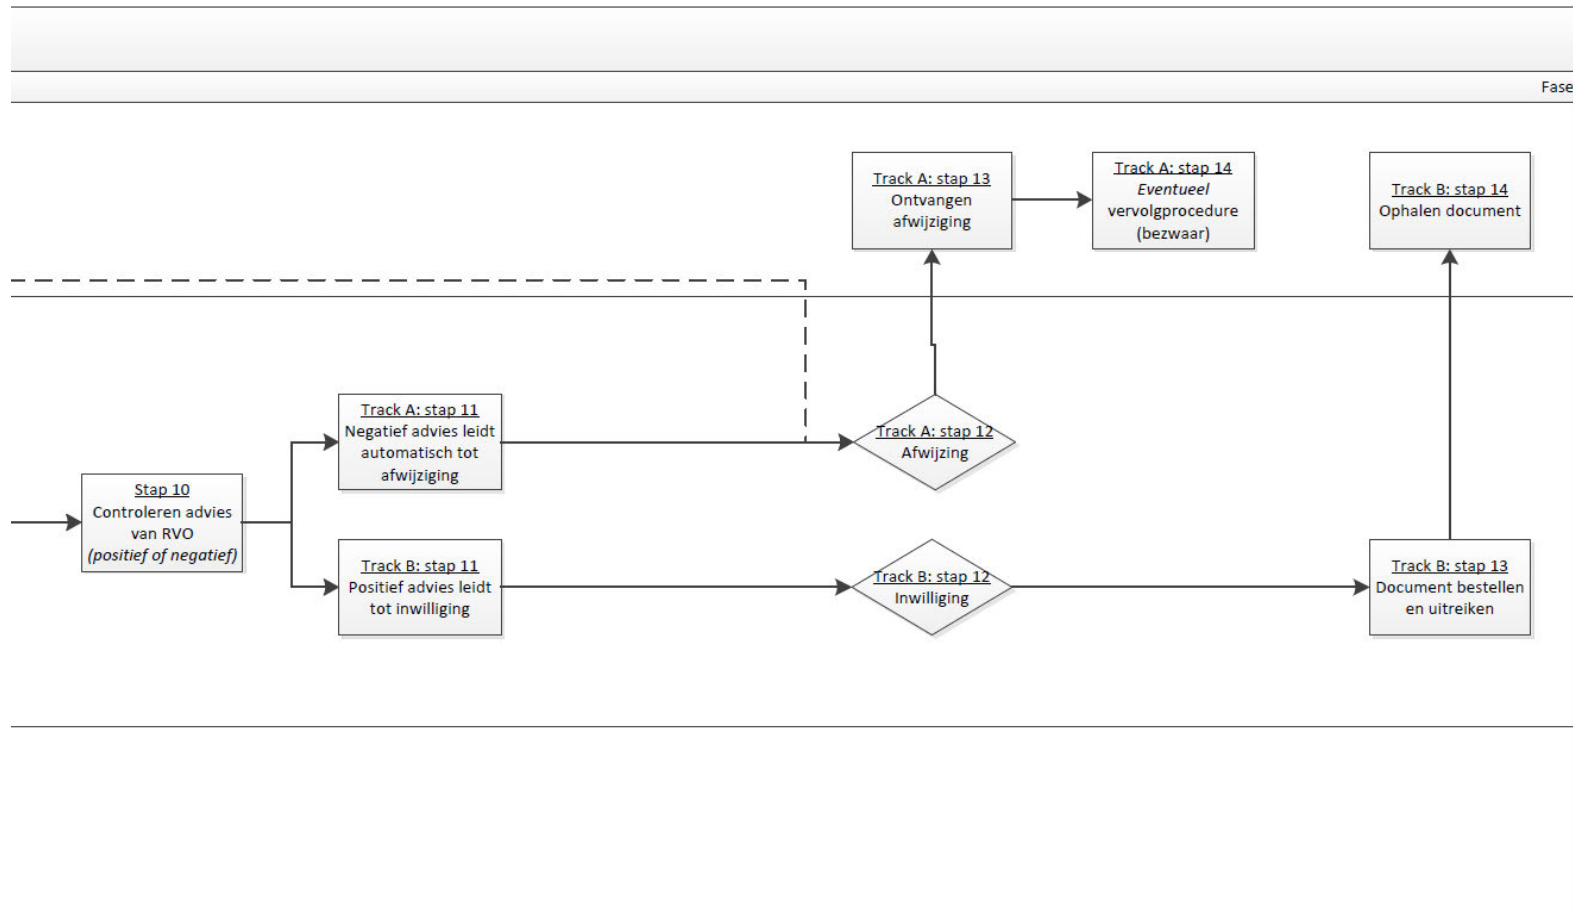 Fase
Track A: stap 13
Ontvangen
afwijziging
Track A: stap 14
Eventueel
vervolgprocedure
(bezwaar)
Track B: stap 14
Ophalen document
Track A: stap 11
Negatief advies leidt
automatisch tot
afwijziging
Track A: stap 12
Afwijzing
Stap 10
Controleren advies
van RVO
(positief of negatief)
Track B: stap 11
Positief advies leidt
tot inwilliging
Track B: stap 12
Inwilliging
Track B: stap 13
Document bestellen
en uitreiken